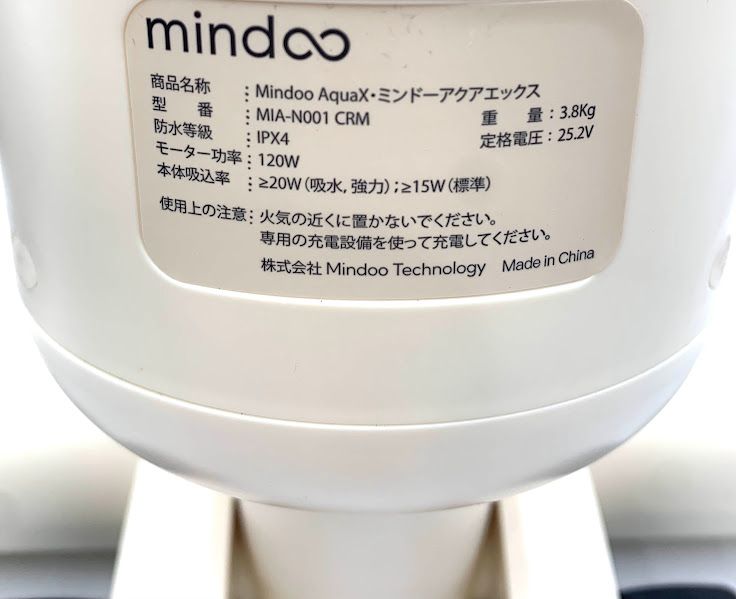 mindoo
商品名称 : Mindoo AquaX・ミンドーアクアエックス
型 番 : MIA-N001 CRM 重 量 : 3.8Kg
防水等級 : IPX4 定格電圧 : 25.2V
モーター功率 : 120W
本体吸込率 : ≥20W(吸水, 強力) ; ≥15W(標準)
使用上の注意 : 火気の近くに置かないでください。
専用の充電設備を使って充電してください。
株式会社 Mindoo Technology Made in China